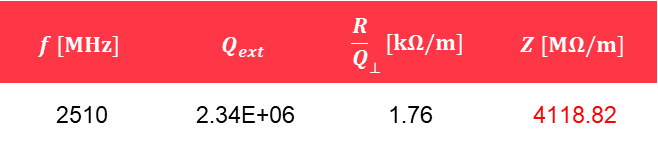 f [MHz] Q_ext R/Q_⊥ [kΩ/m] Z [MΩ/m]
2510 2.34E+06 1.76 4118.82